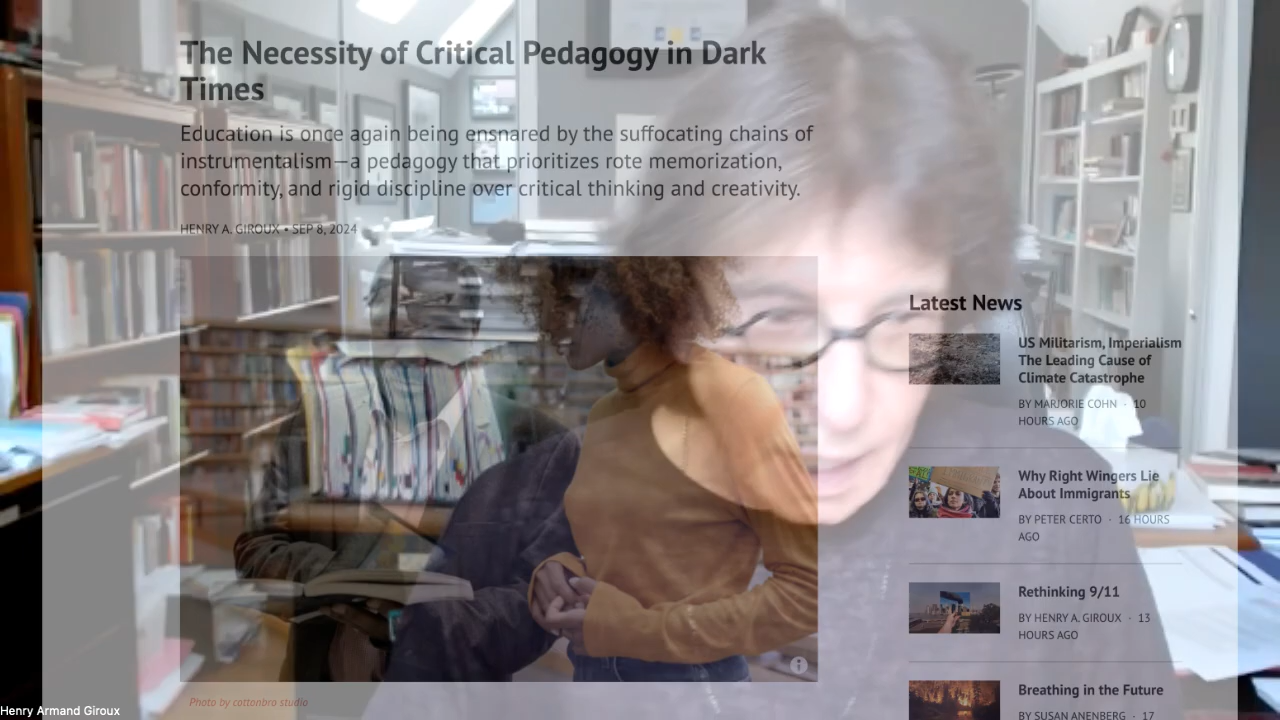 The Necessity of Critical Pedagogy in Dark
Times
Education is once again being ensnared by the suffocating chains of
instrumentalism—a pedagogy that prioritizes rote memorization,
conformity, and rigid discipline over critical thinking and creativity.
HENRY A. GIROUX • SEP 8, 2024
Photo by cottonbro studio
Latest News
US Militarism, Imperialism
The Leading Cause of
Climate Catastrophe
BY MARJORIE COHN · 10
HOURS AGO
Why Right Wingers Lie
About Immigrants
BY PETER CERTO · 16 HOURS
AGO
Rethinking 9/11
BY HENRY A. GIROUX · 13
HOURS AGO
Breathing in the Future
BY SUSAN ANENBERG · 17
Henry Armand Giroux